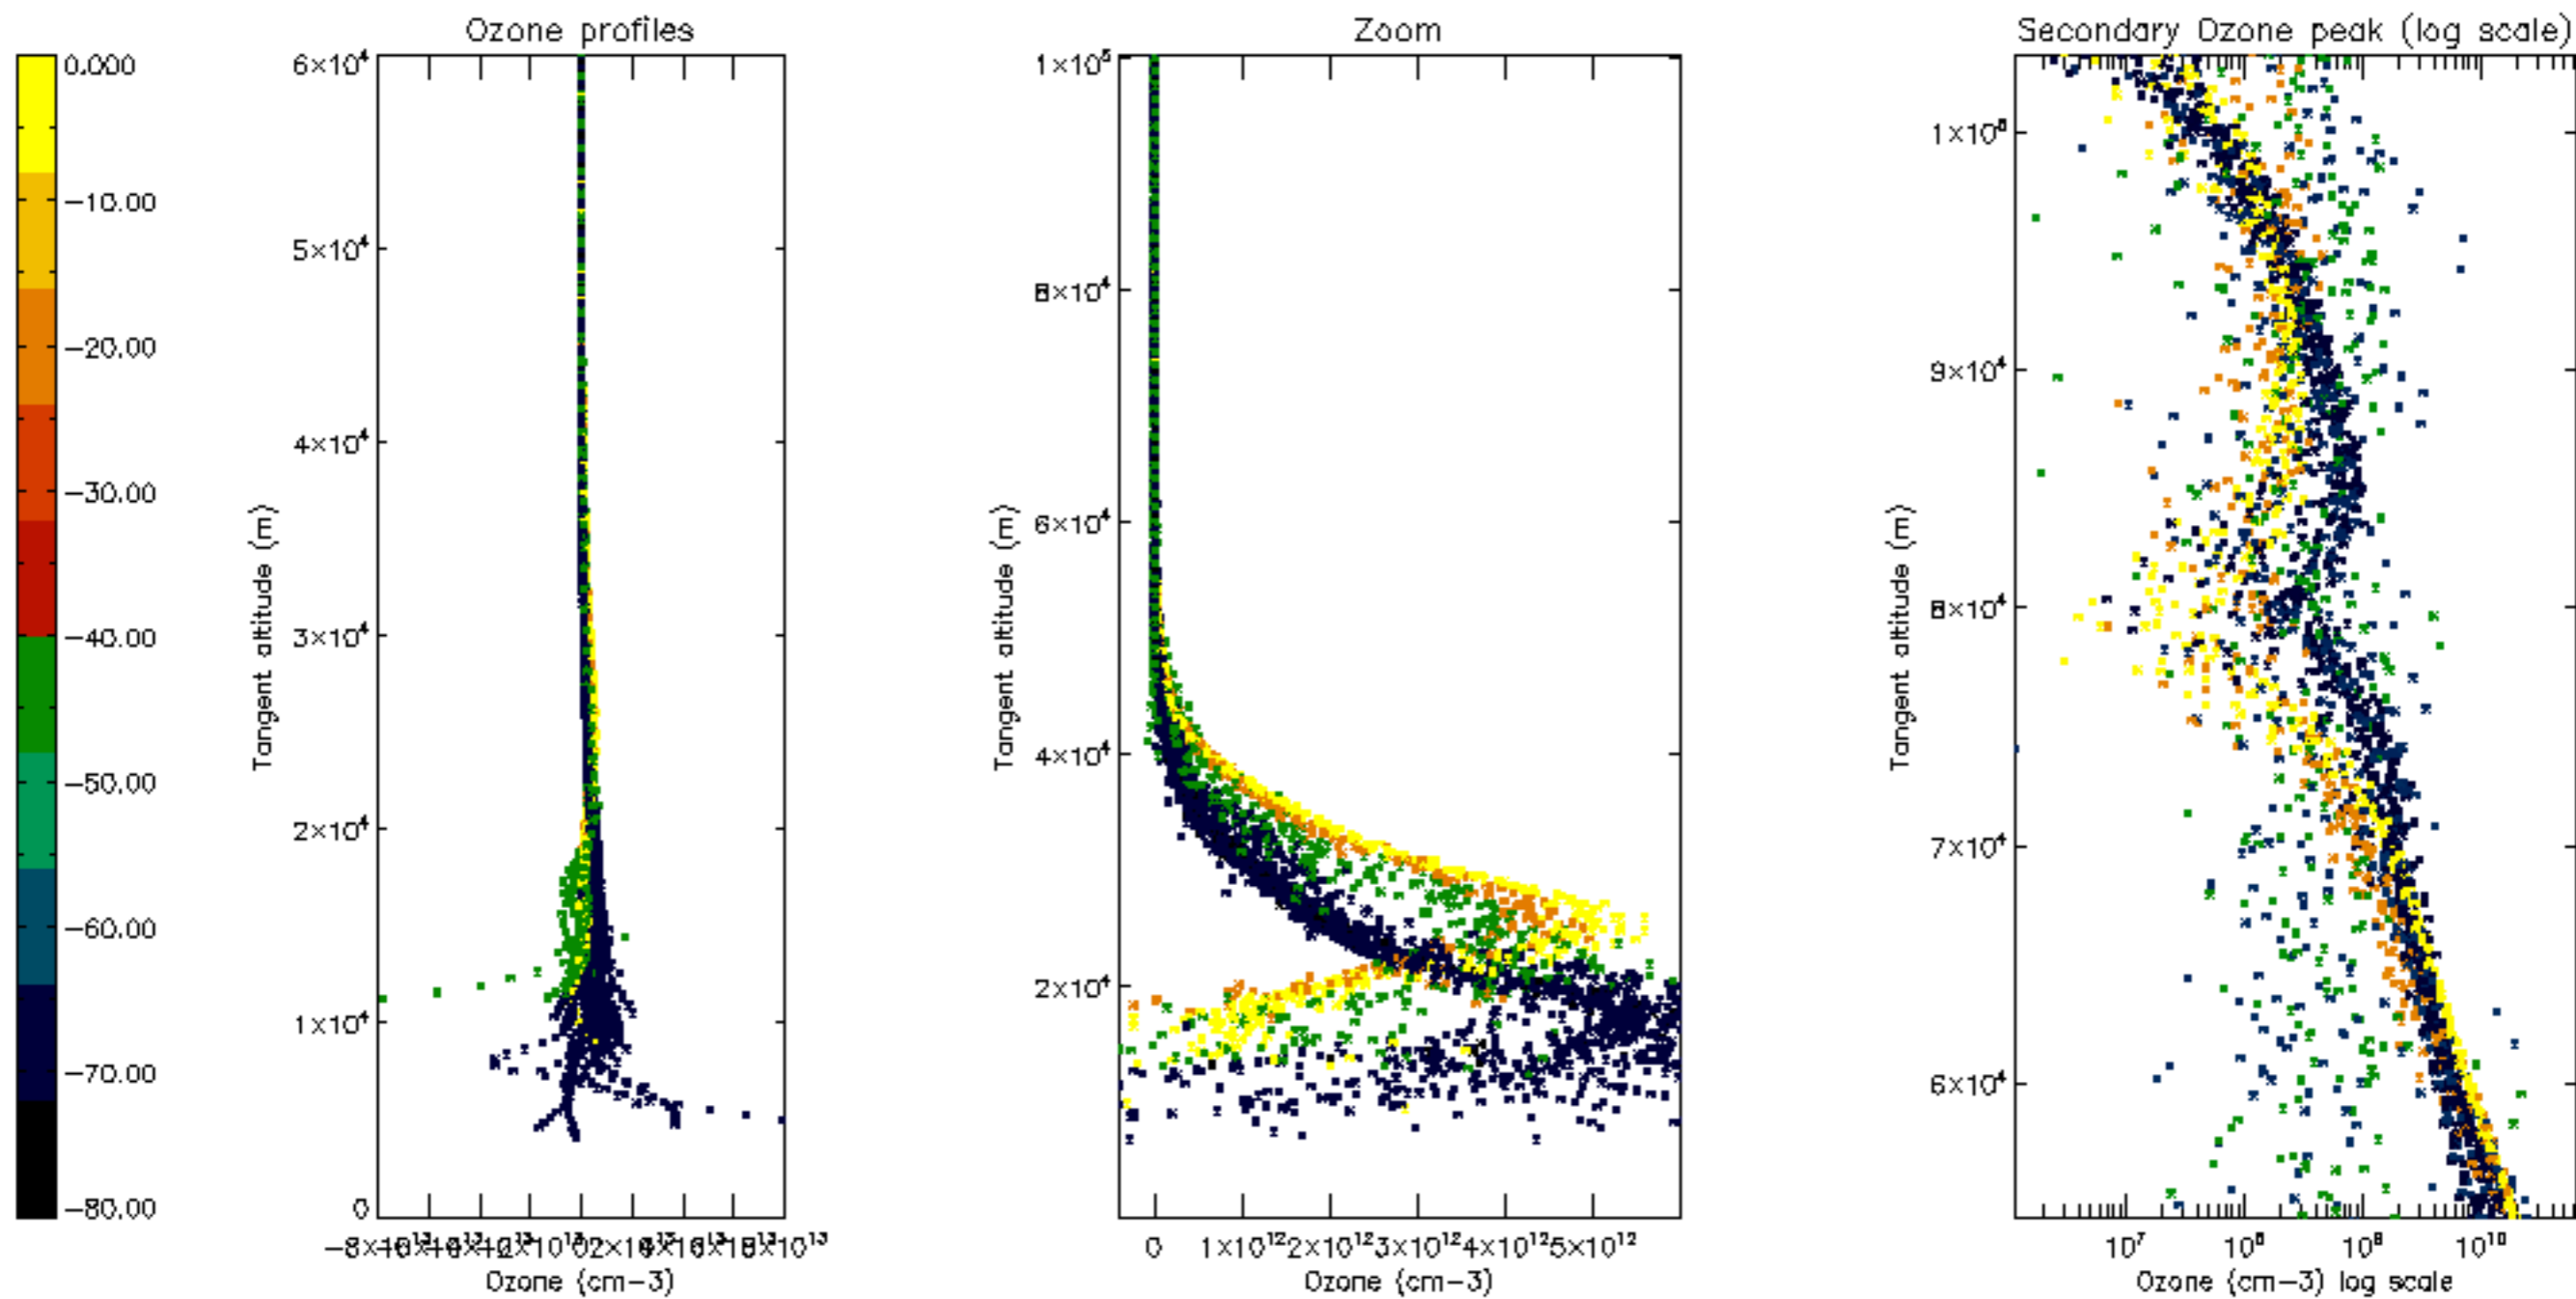 Ozone profiles
Zoom
Secondary Ozone peak (log scale)
0.000
-10.00
-20.00
-30.00
-40.00
-50.00
-60.00
-70.00
-80.00
6×10⁴
5×10⁴
4×10⁴
3×10⁴
2×10⁴
1×10⁴
0
Tangent altitude (m)
Ozone (cm-3)
1×10⁵
8×10⁴
6×10⁴
4×10⁴
2×10⁴
Tangent altitude (m)
0 1×10¹² 2×10¹² 3×10¹² 4×10¹² 5×10¹²
Ozone (cm-3)
9×10⁴
8×10⁴
7×10⁴
6×10⁴
Tangent altitude (m)
10⁷ 10⁸ 10⁹ 10¹⁰
Ozone (cm-3) log scale